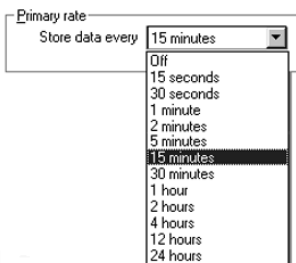 Primary rate
Store data every 15 minutes
Off
15 seconds
30 seconds
1 minute
2 minutes
5 minutes
15 minutes
30 minutes
1 hour
2 hours
4 hours
12 hours
24 hours